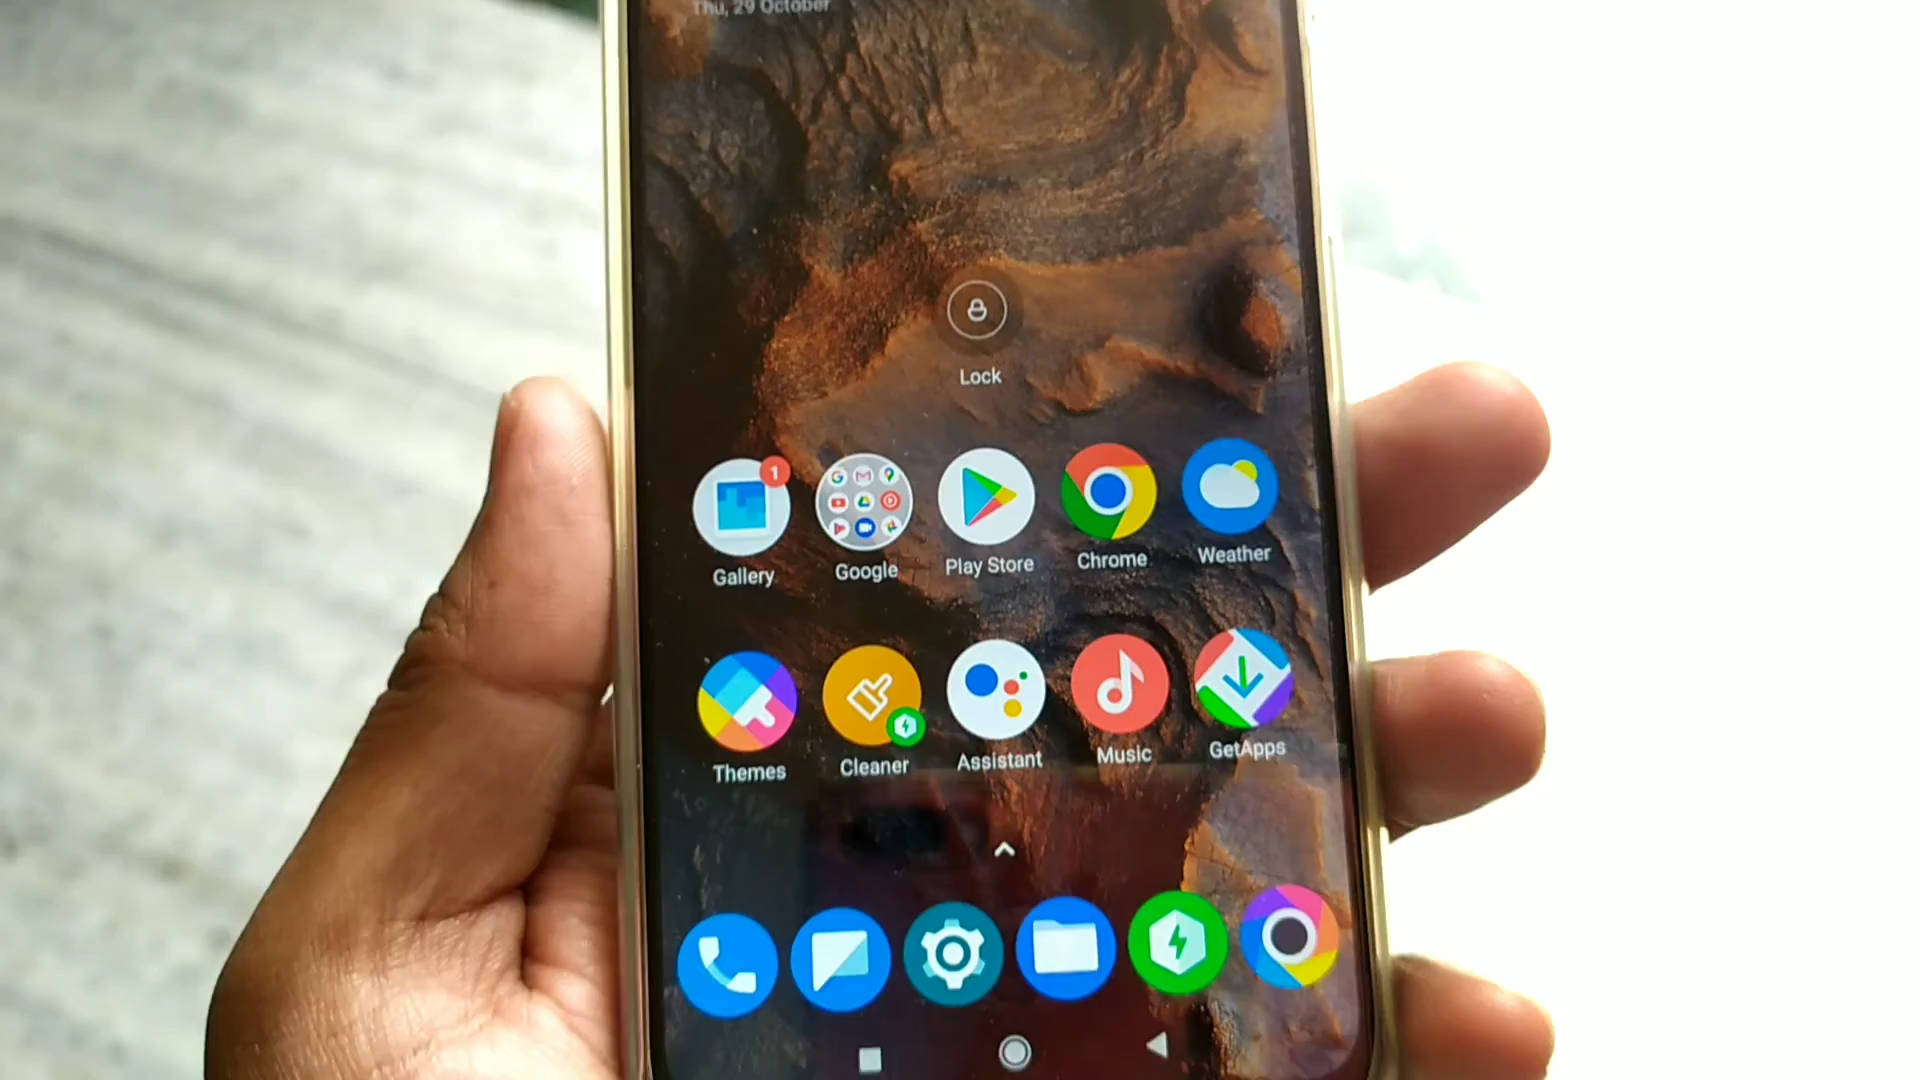 Thu, 29 October
Lock
1
Gallery
Google
Play Store
Chrome
Weather
Themes
Cleaner
Assistant
Music
GetApps